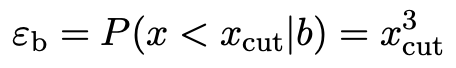 ε_b = P(x < x_cut|b) = x_cut^3